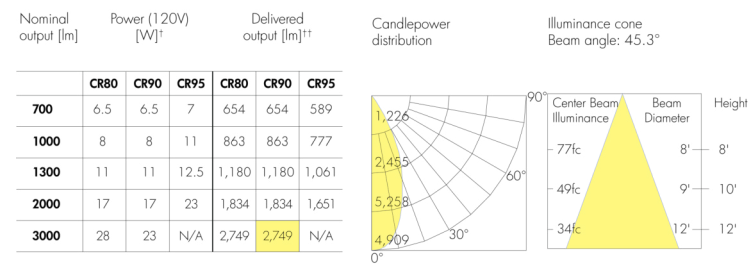 Nominal
output [lm]
Power (120V)
[W]†
Delivered
output [lm]††
CR80 CR90 CR95 CR80 CR90 CR95
700 6.5 6.5 7 654 654 589
1000 8 8 11 863 863 777
1300 11 11 12.5 1,180 1,180 1,061
2000 17 17 23 1,834 1,834 1,651
3000 28 23 N/A 2,749 2,749 N/A
Candlepower
distribution
90°
1,226
2,455
60°
5,258
30°
4,909
0°
Illuminance cone
Beam angle: 45.3°
Center Beam
Illuminance
Beam
Diameter
Height
77fc 8' 8'
49fc 9' 10'
34fc 12' 12'